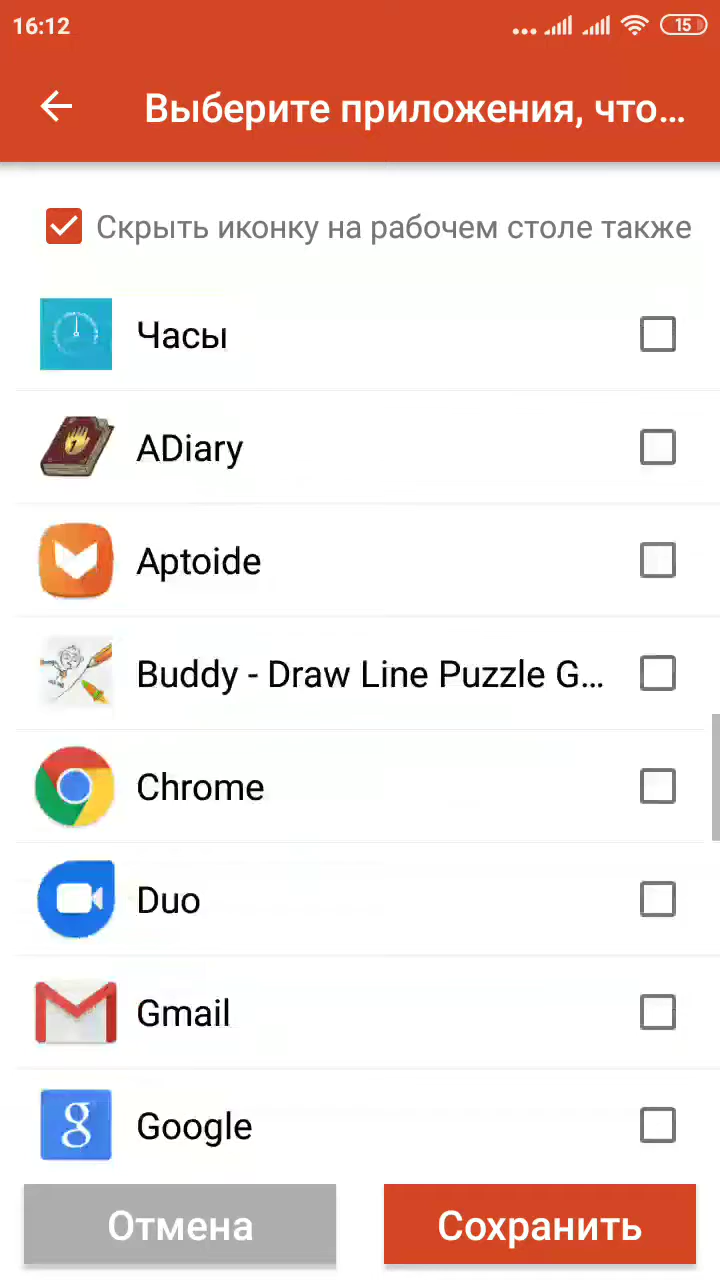 16:12
15
Выберите приложения, что...
Скрыть иконку на рабочем столе также
Часы
ADiary
Aptoide
Buddy - Draw Line Puzzle G...
Chrome
Duo
Gmail
Google
Отмена
Сохранить